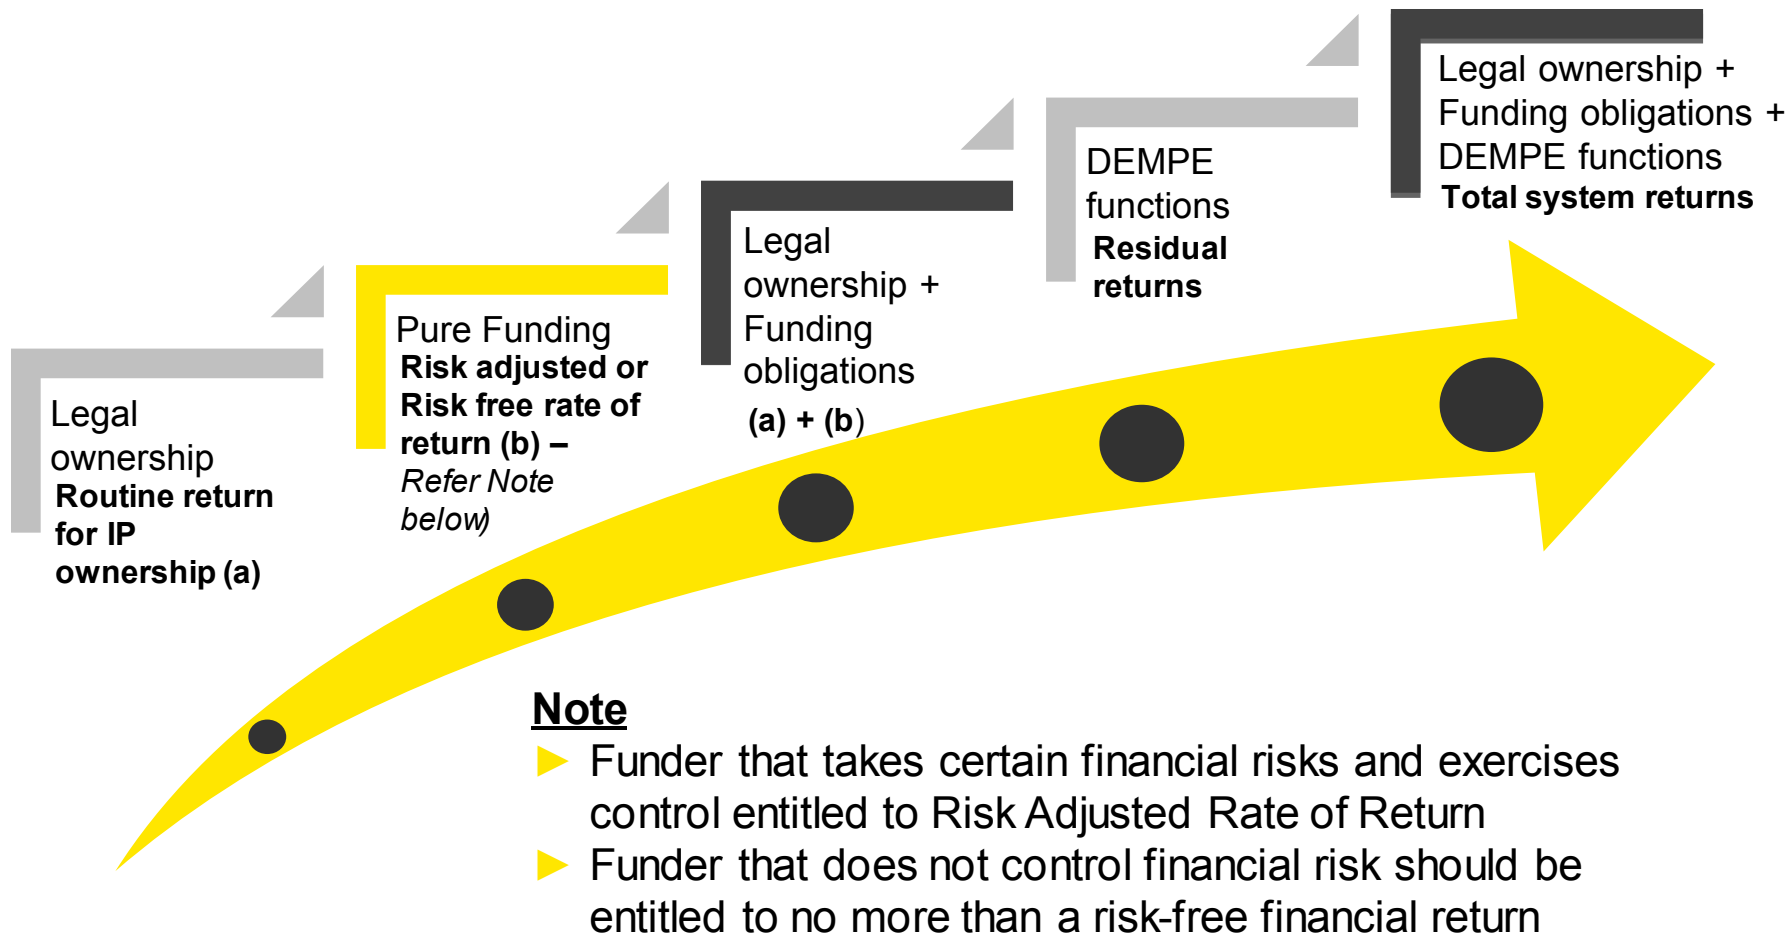 Legal
ownership
Routine return
for IP
ownership (a)
Pure Funding
Risk adjusted or
Risk free rate of
return (b) –
Refer Note
below)
Legal
ownership +
Funding
obligations
(a) + (b)
DEMPE
functions
Residual
returns
Legal ownership +
Funding obligations +
DEMPE functions
Total system returns
Note
► Funder that takes certain financial risks and exercises
control entitled to Risk Adjusted Rate of Return
► Funder that does not control financial risk should be
entitled to no more than a risk-free financial return